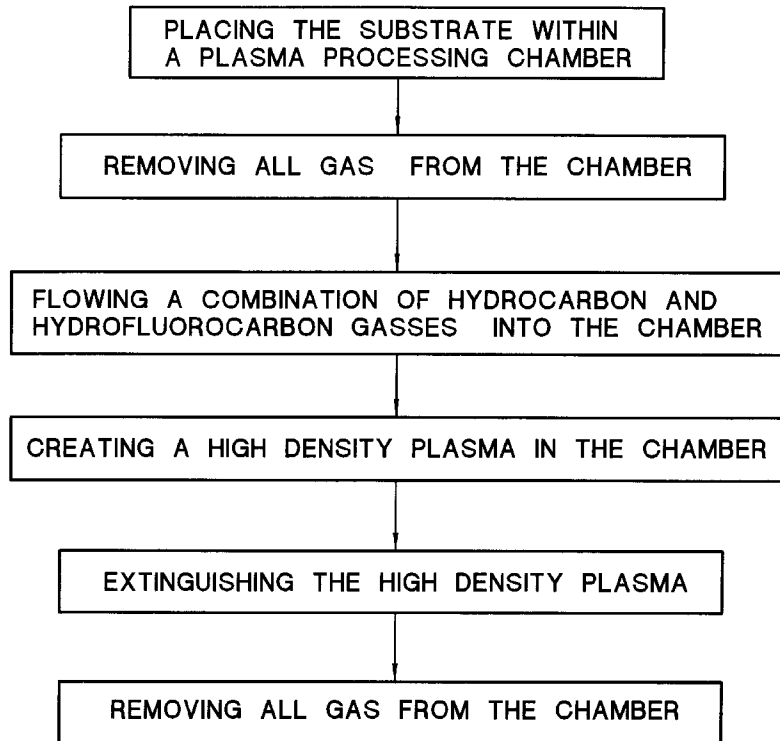 PLACING THE SUBSTRATE WITHIN
A PLASMA PROCESSING CHAMBER
REMOVING ALL GAS FROM THE CHAMBER
FLOWING A COMBINATION OF HYDROCARBON AND
HYDROFLUOROCARBON GASSES INTO THE CHAMBER
CREATING A HIGH DENSITY PLASMA IN THE CHAMBER
EXTINGUISHING THE HIGH DENSITY PLASMA
REMOVING ALL GAS FROM THE CHAMBER